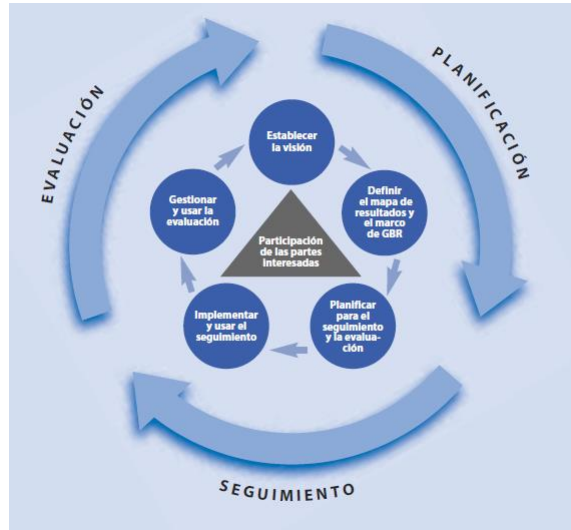 EVALUACIÓN
PLANIFICACIÓN
Establecer
la visión
Definir
el mapa de
resultados y
el marco
de GBR
Planificar
para el
seguimiento
y la evalua-
ción
Implementar
y usar el
seguimiento
Gestionar
y usar la
evaluación
Participación
de las partes
interesadas
SEGUIMIENTO